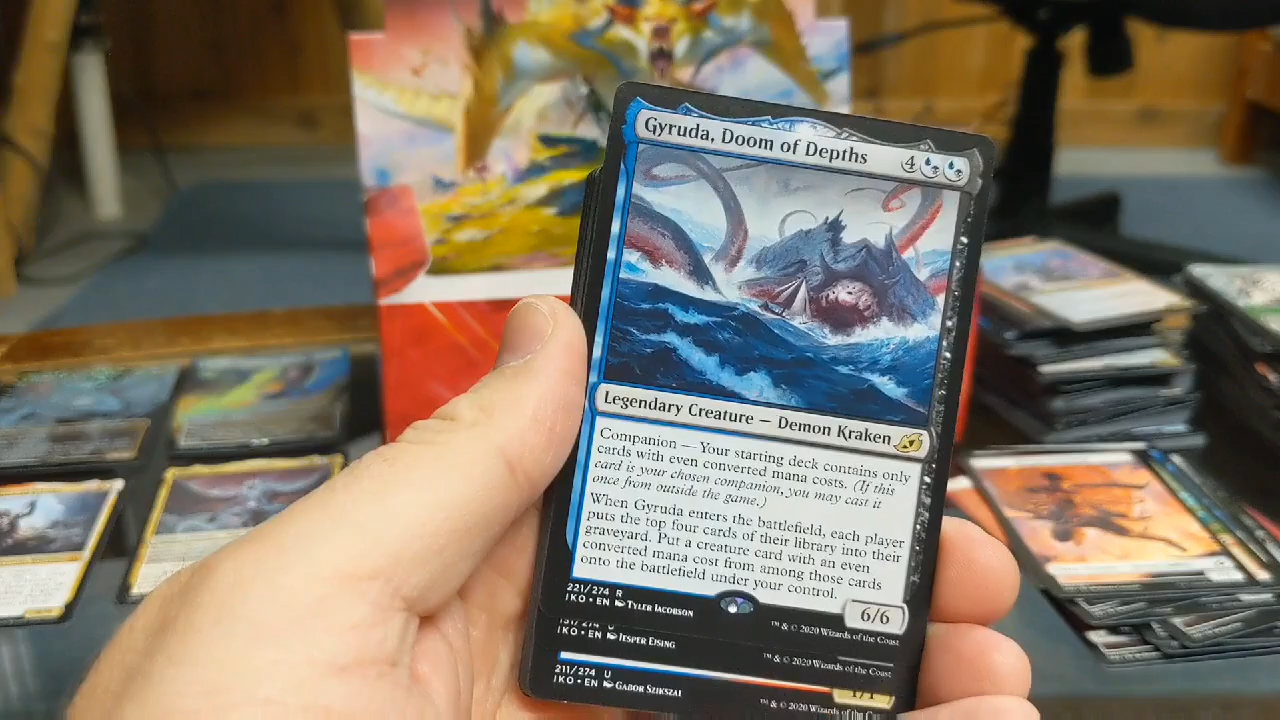 Gyruda, Doom of Depths
4
Legendary Creature — Demon Kraken
Companion — Your starting deck contains only
cards with even converted mana costs. (If this
card is your chosen companion, you may cast it
once from outside the game.)
When Gyruda enters the battlefield, each player
puts the top four cards of their library into their
graveyard. Put a creature card with an even
converted mana cost from among those cards
onto the battlefield under your control.
6/6
221/274 R
IKO • EN Tyler Jacobson
™ & © 2020 Wizards of the Coast
IKO • EN Jesper Ejsing
™ & © 2020 Wizards of the Coast
1/1
211/274 U
IKO • EN Gabor Szikszai
™ & © 2020 Wizards of the